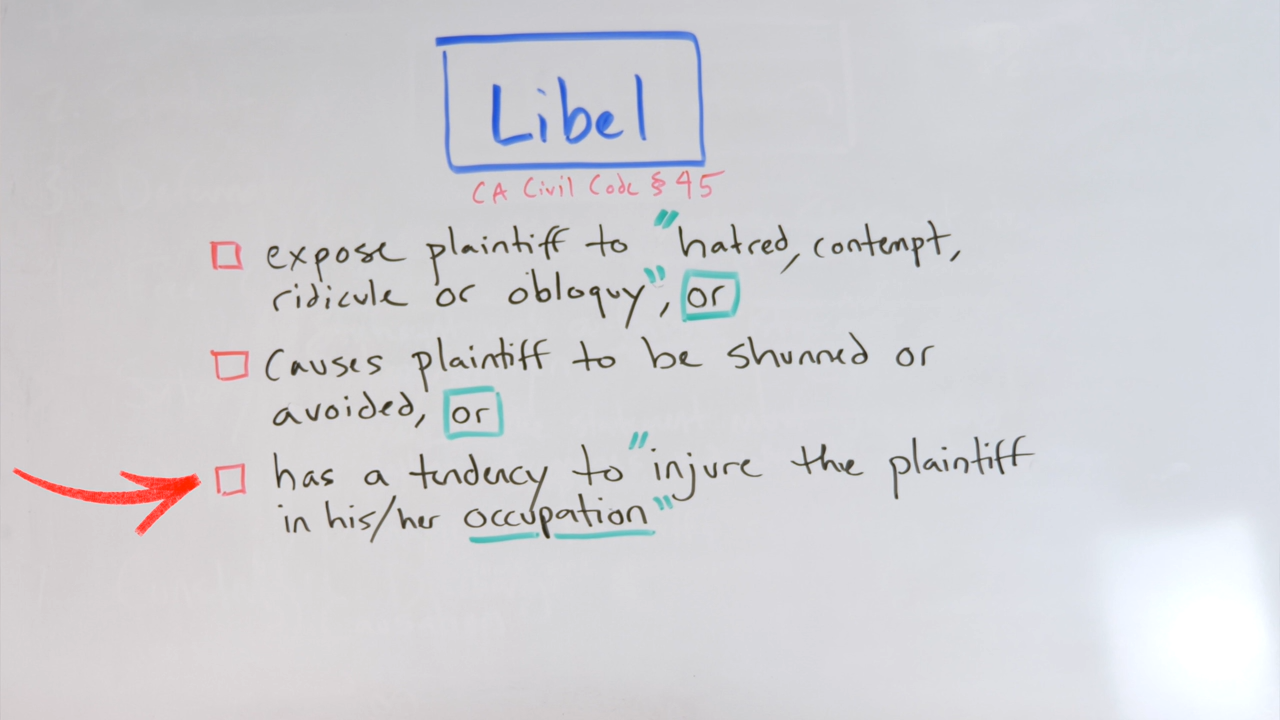 Libel
CA Civil Code § 45
expose plaintiff to "hatred, contempt,
ridicule or obloquy", or
Causes plaintiff to be shunned or
avoided, or
has a tendency to "injure the plaintiff
in his/her occupation"